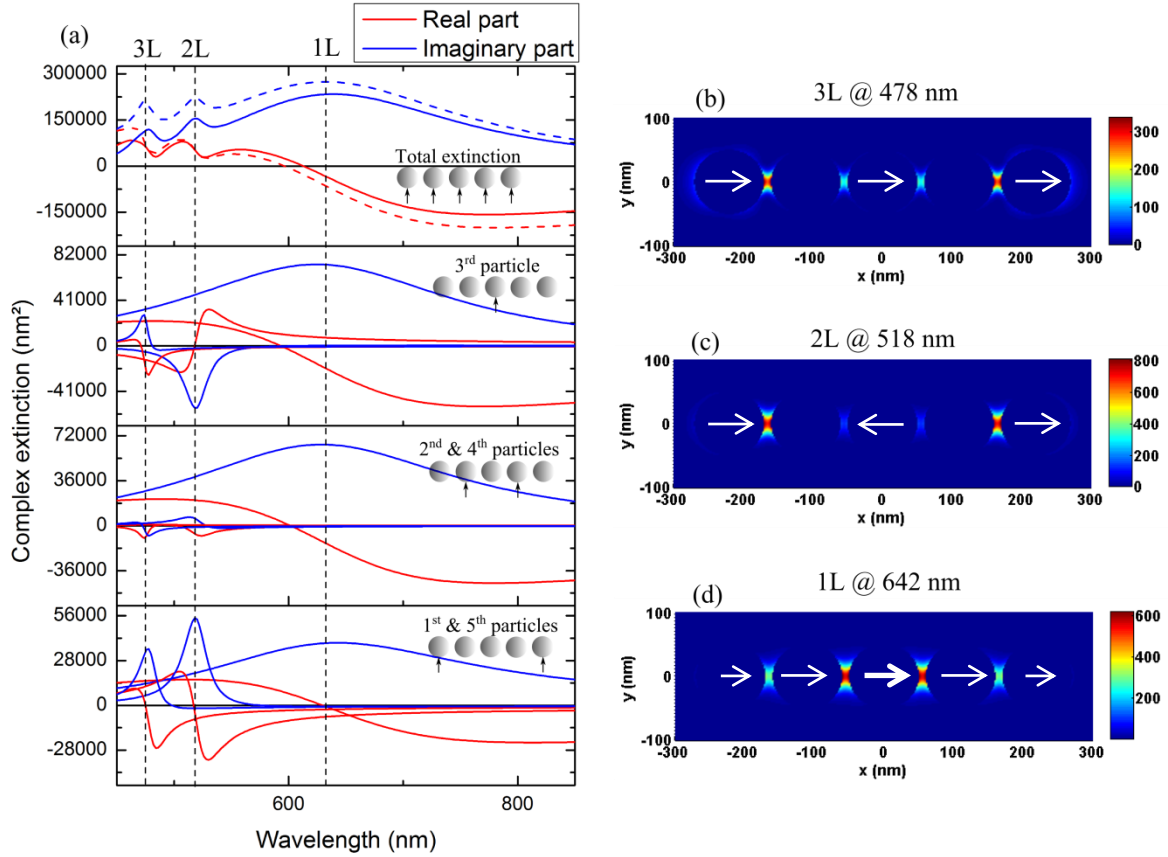 (a)
Real part
Imaginary part
3L 2L 1L
300000
150000
0
-150000
Total extinction
82000
41000
0
-41000
3rd particle
72000
36000
0
-36000
2nd & 4th particles
56000
28000
0
-28000
1st & 5th particles
600 800
Wavelength (nm)
Complex extinction (nm²)
(b) 3L @ 478 nm
100
0
-100
y (nm)
-300 -200 -100 0 100 200 300
x (nm)
300
200
100
0
(c) 2L @ 518 nm
100
0
-100
y (nm)
-300 -200 -100 0 100 200 300
x (nm)
800
600
400
200
0
(d) 1L @ 642 nm
100
0
-100
y (nm)
-300 -200 -100 0 100 200 300
x (nm)
600
400
200